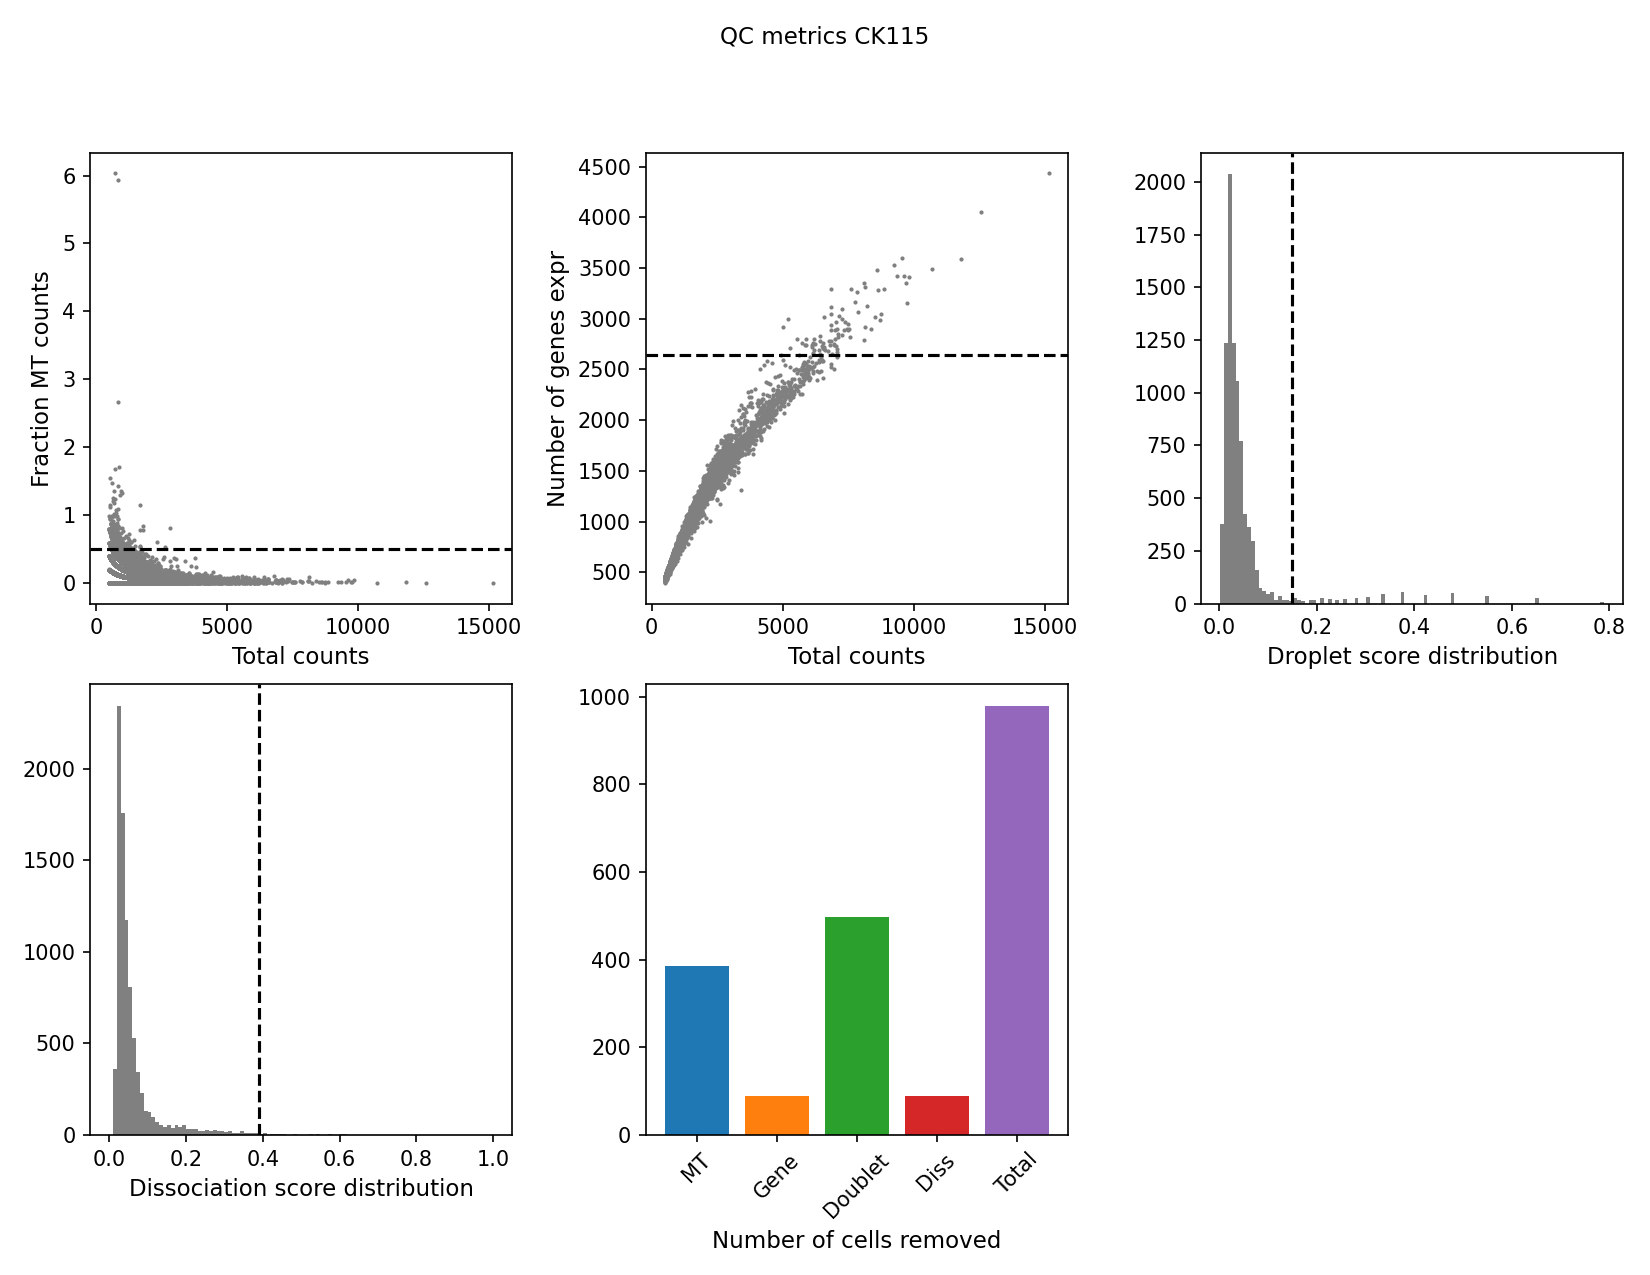 QC metrics CK115
6
5
4
3
2
1
0
Fraction MT counts
0 5000 10000 15000
Total counts
4500
4000
3500
3000
2500
2000
1500
1000
500
Number of genes expr
0 5000 10000 15000
Total counts
2000
1750
1500
1250
1000
750
500
250
0
0.0 0.2 0.4 0.6 0.8
Droplet score distribution
2000
1500
1000
500
0
0.0 0.2 0.4 0.6 0.8 1.0
Dissociation score distribution
1000
800
600
400
200
0
MT Gene Doublet Diss Total
Number of cells removed